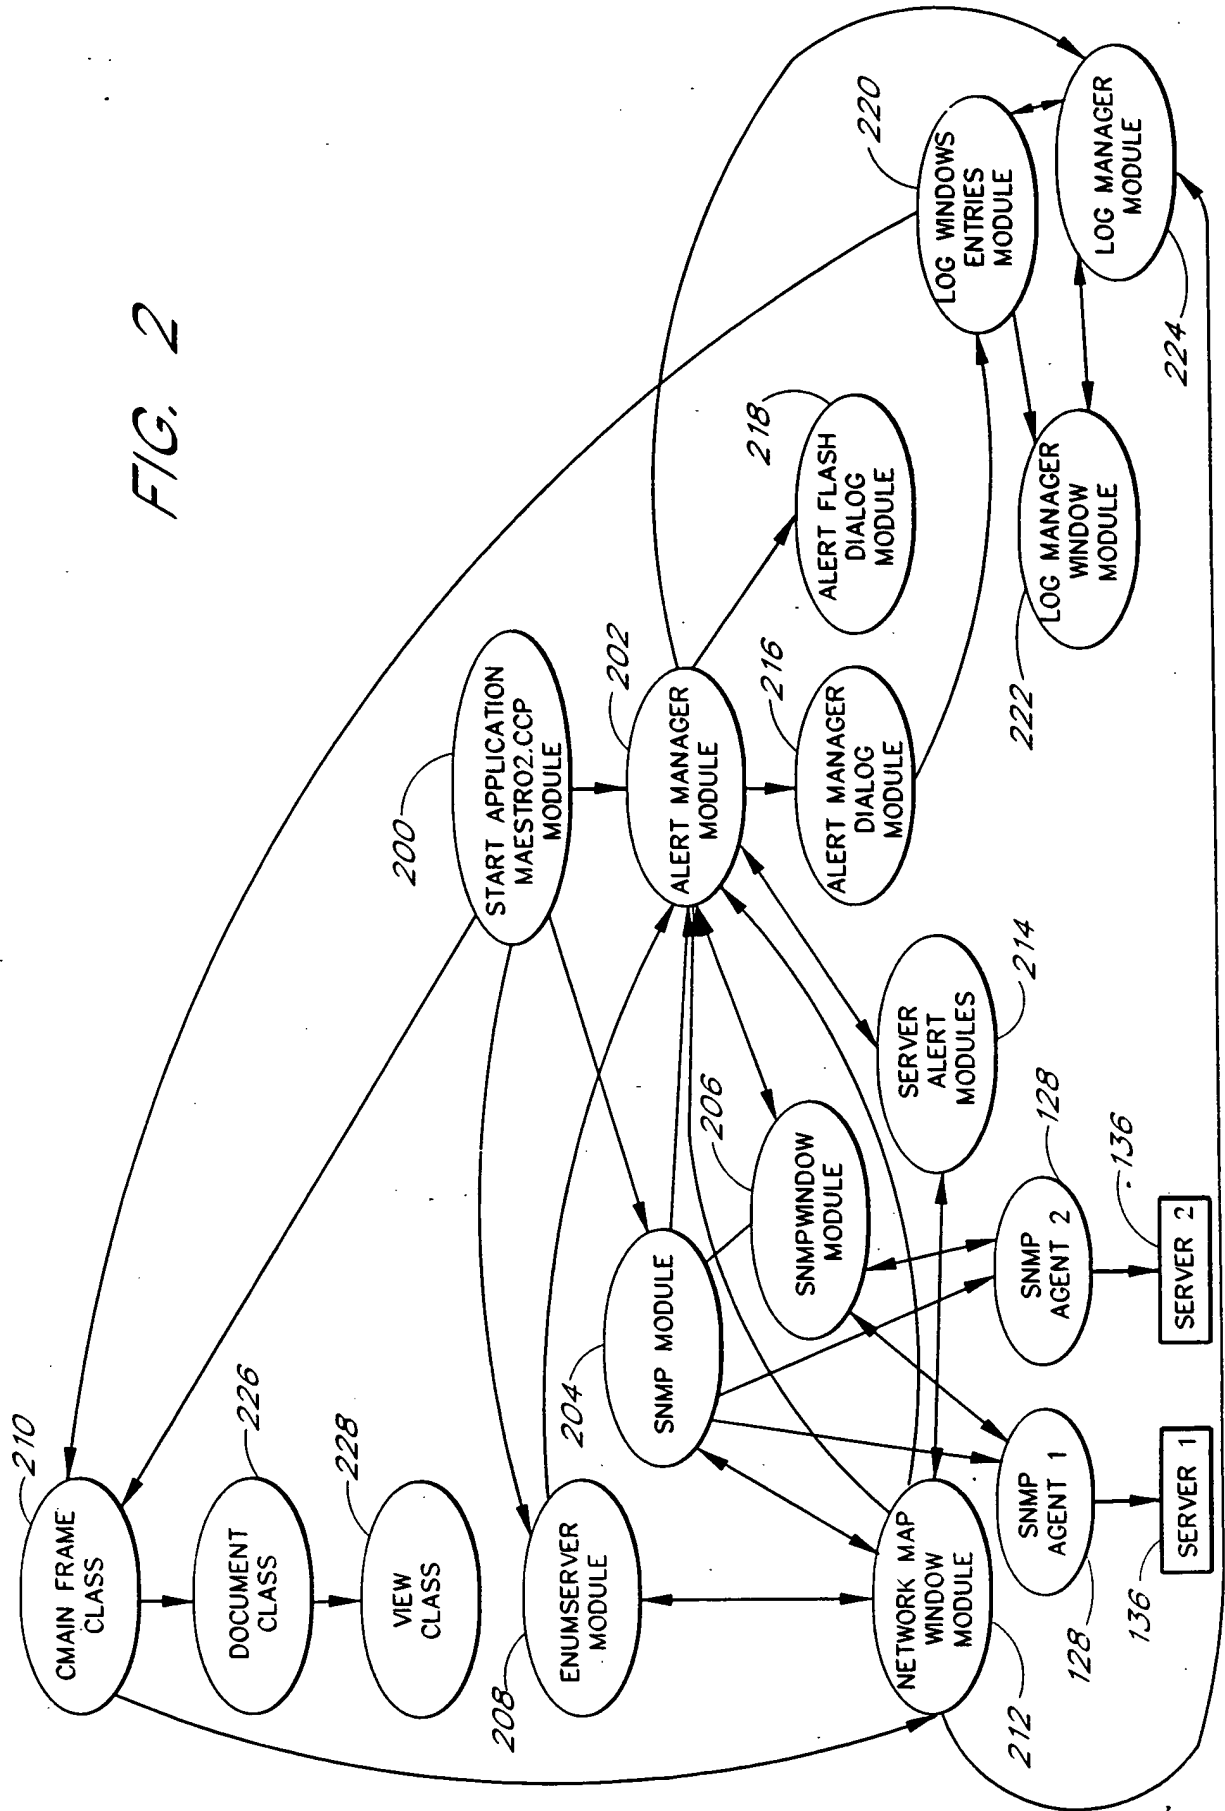 FIG. 2
210
CMAIN FRAME
CLASS
226
DOCUMENT
CLASS
228
VIEW
CLASS
200
START APPLICATION
MAESTRO2.CCP
MODULE
208
ENUMSERVER
MODULE
204
SNMP MODULE
202
ALERT MANAGER
MODULE
206
SNMPWINDOW
MODULE
216
ALERT MANAGER
DIALOG
MODULE
218
ALERT FLASH
DIALOG
MODULE
220
LOG WINDOWS
ENTRIES
MODULE
212
NETWORK MAP
WINDOW
MODULE
214
SERVER
ALERT
MODULES
222
LOG MANAGER
WINDOW
MODULE
224
LOG MANAGER
MODULE
128
SNMP
AGENT 1
128
SNMP
AGENT 2
136
SERVER 1
136
SERVER 2